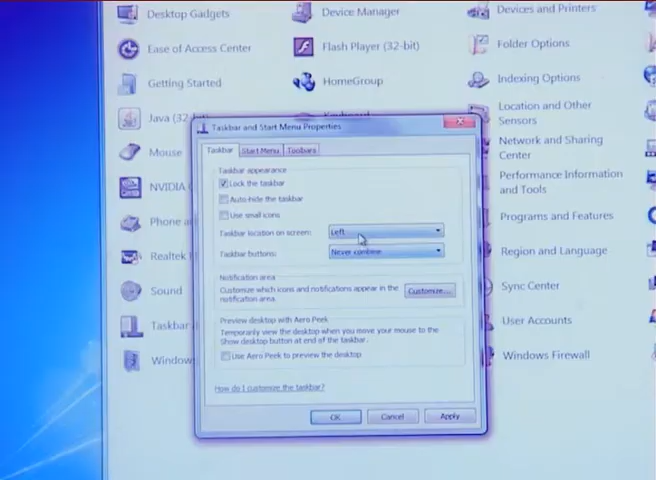 Desktop Gadgets
Device Manager
Devices and Printers
Ease of Access Center
Flash Player (32-bit)
Folder Options
Getting Started
HomeGroup
Indexing Options
Java (32-
Keyboard
Location and Other
Sensors
Taskbar and Start Menu Properties
Mouse
Network and Sharing
Center
Taskbar
Start Menu
Toolbars
Taskbar appearance
Lock the taskbar
NVIDIA
Performance Information
and Tools
Auto-hide the taskbar
Use small icons
Phone a
Programs and Features
Taskbar location on screen:
Left
Realtek
Taskbar buttons:
Never combine
Region and Language
Notification area
Customize which icons and notifications appear in the
notification area.
Customize...
Sound
Sync Center
Preview desktop with Aero Peek
Temporarily view the desktop when you move your mouse to the
Show desktop button at end of the taskbar.
Taskbar
User Accounts
Use Aero Peek to preview the desktop
Window
Windows Firewall
How do I customize the taskbar?
OK
Cancel
Apply